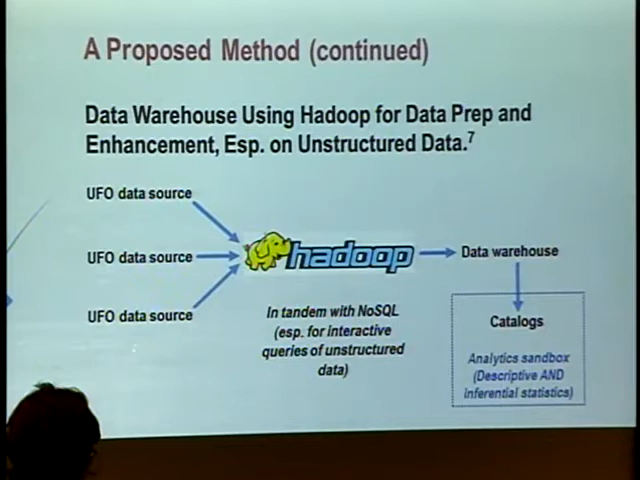 A Proposed Method (continued)
Data Warehouse Using Hadoop for Data Prep and
Enhancement, Esp. on Unstructured Data.7
UFO data source
UFO data source
UFO data source
hadoop
In tandem with NoSQL
(esp. for interactive
queries of unstructured
data)
Data warehouse
Catalogs
Analytics sandbox
(Descriptive AND
inferential statistics)